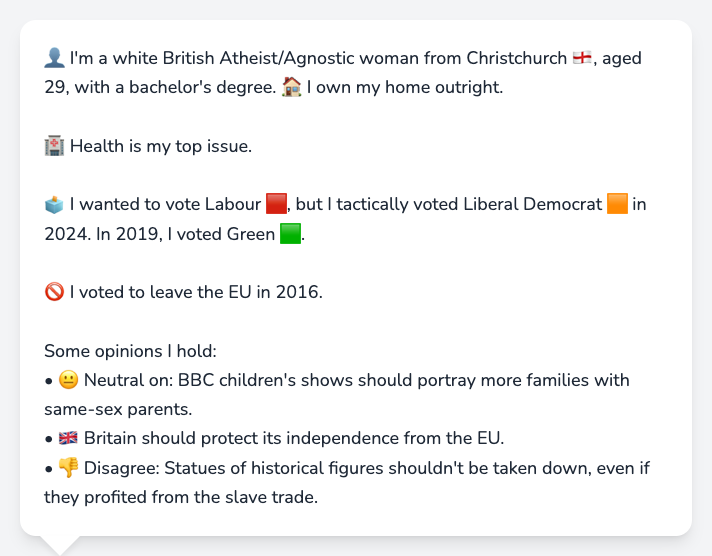 👤 I'm a white British Atheist/Agnostic woman from Christchurch 🏴󠁧󠁢󠁥󠁮󠁧󠁿, aged
29, with a bachelor's degree. 🏠 I own my home outright.
🏥 Health is my top issue.
🗳️ I wanted to vote Labour 🟥, but I tactically voted Liberal Democrat 🟧 in
2024. In 2019, I voted Green 🟩.
🚫 I voted to leave the EU in 2016.
Some opinions I hold:
• 😐 Neutral on: BBC children's shows should portray more families with
same-sex parents.
• 🇬🇧 Britain should protect its independence from the EU.
• 👎 Disagree: Statues of historical figures shouldn't be taken down, even if
they profited from the slave trade.